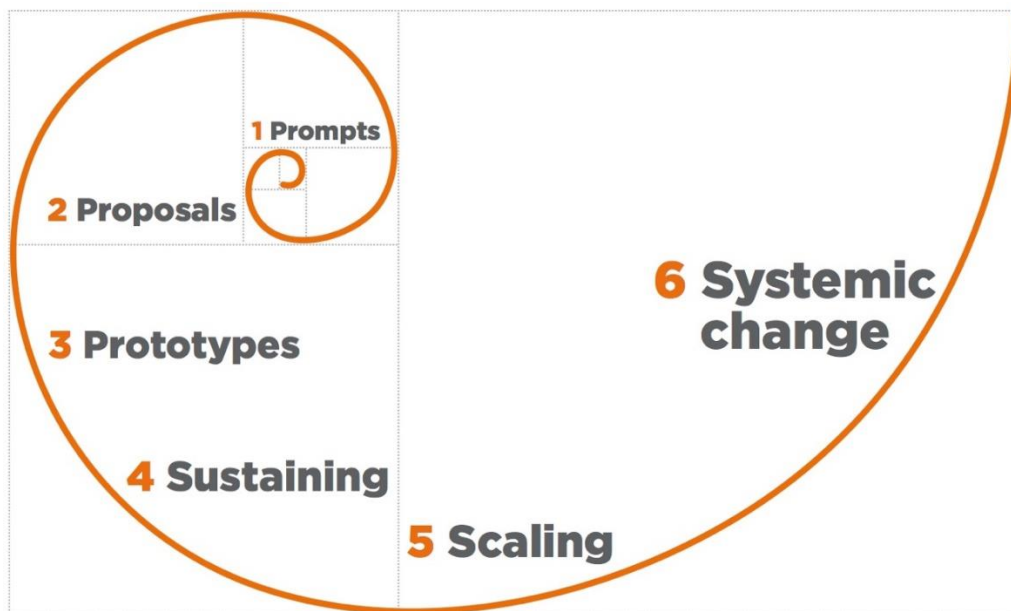 1 Prompts
2 Proposals
3 Prototypes
4 Sustaining
5 Scaling
6 Systemic
change